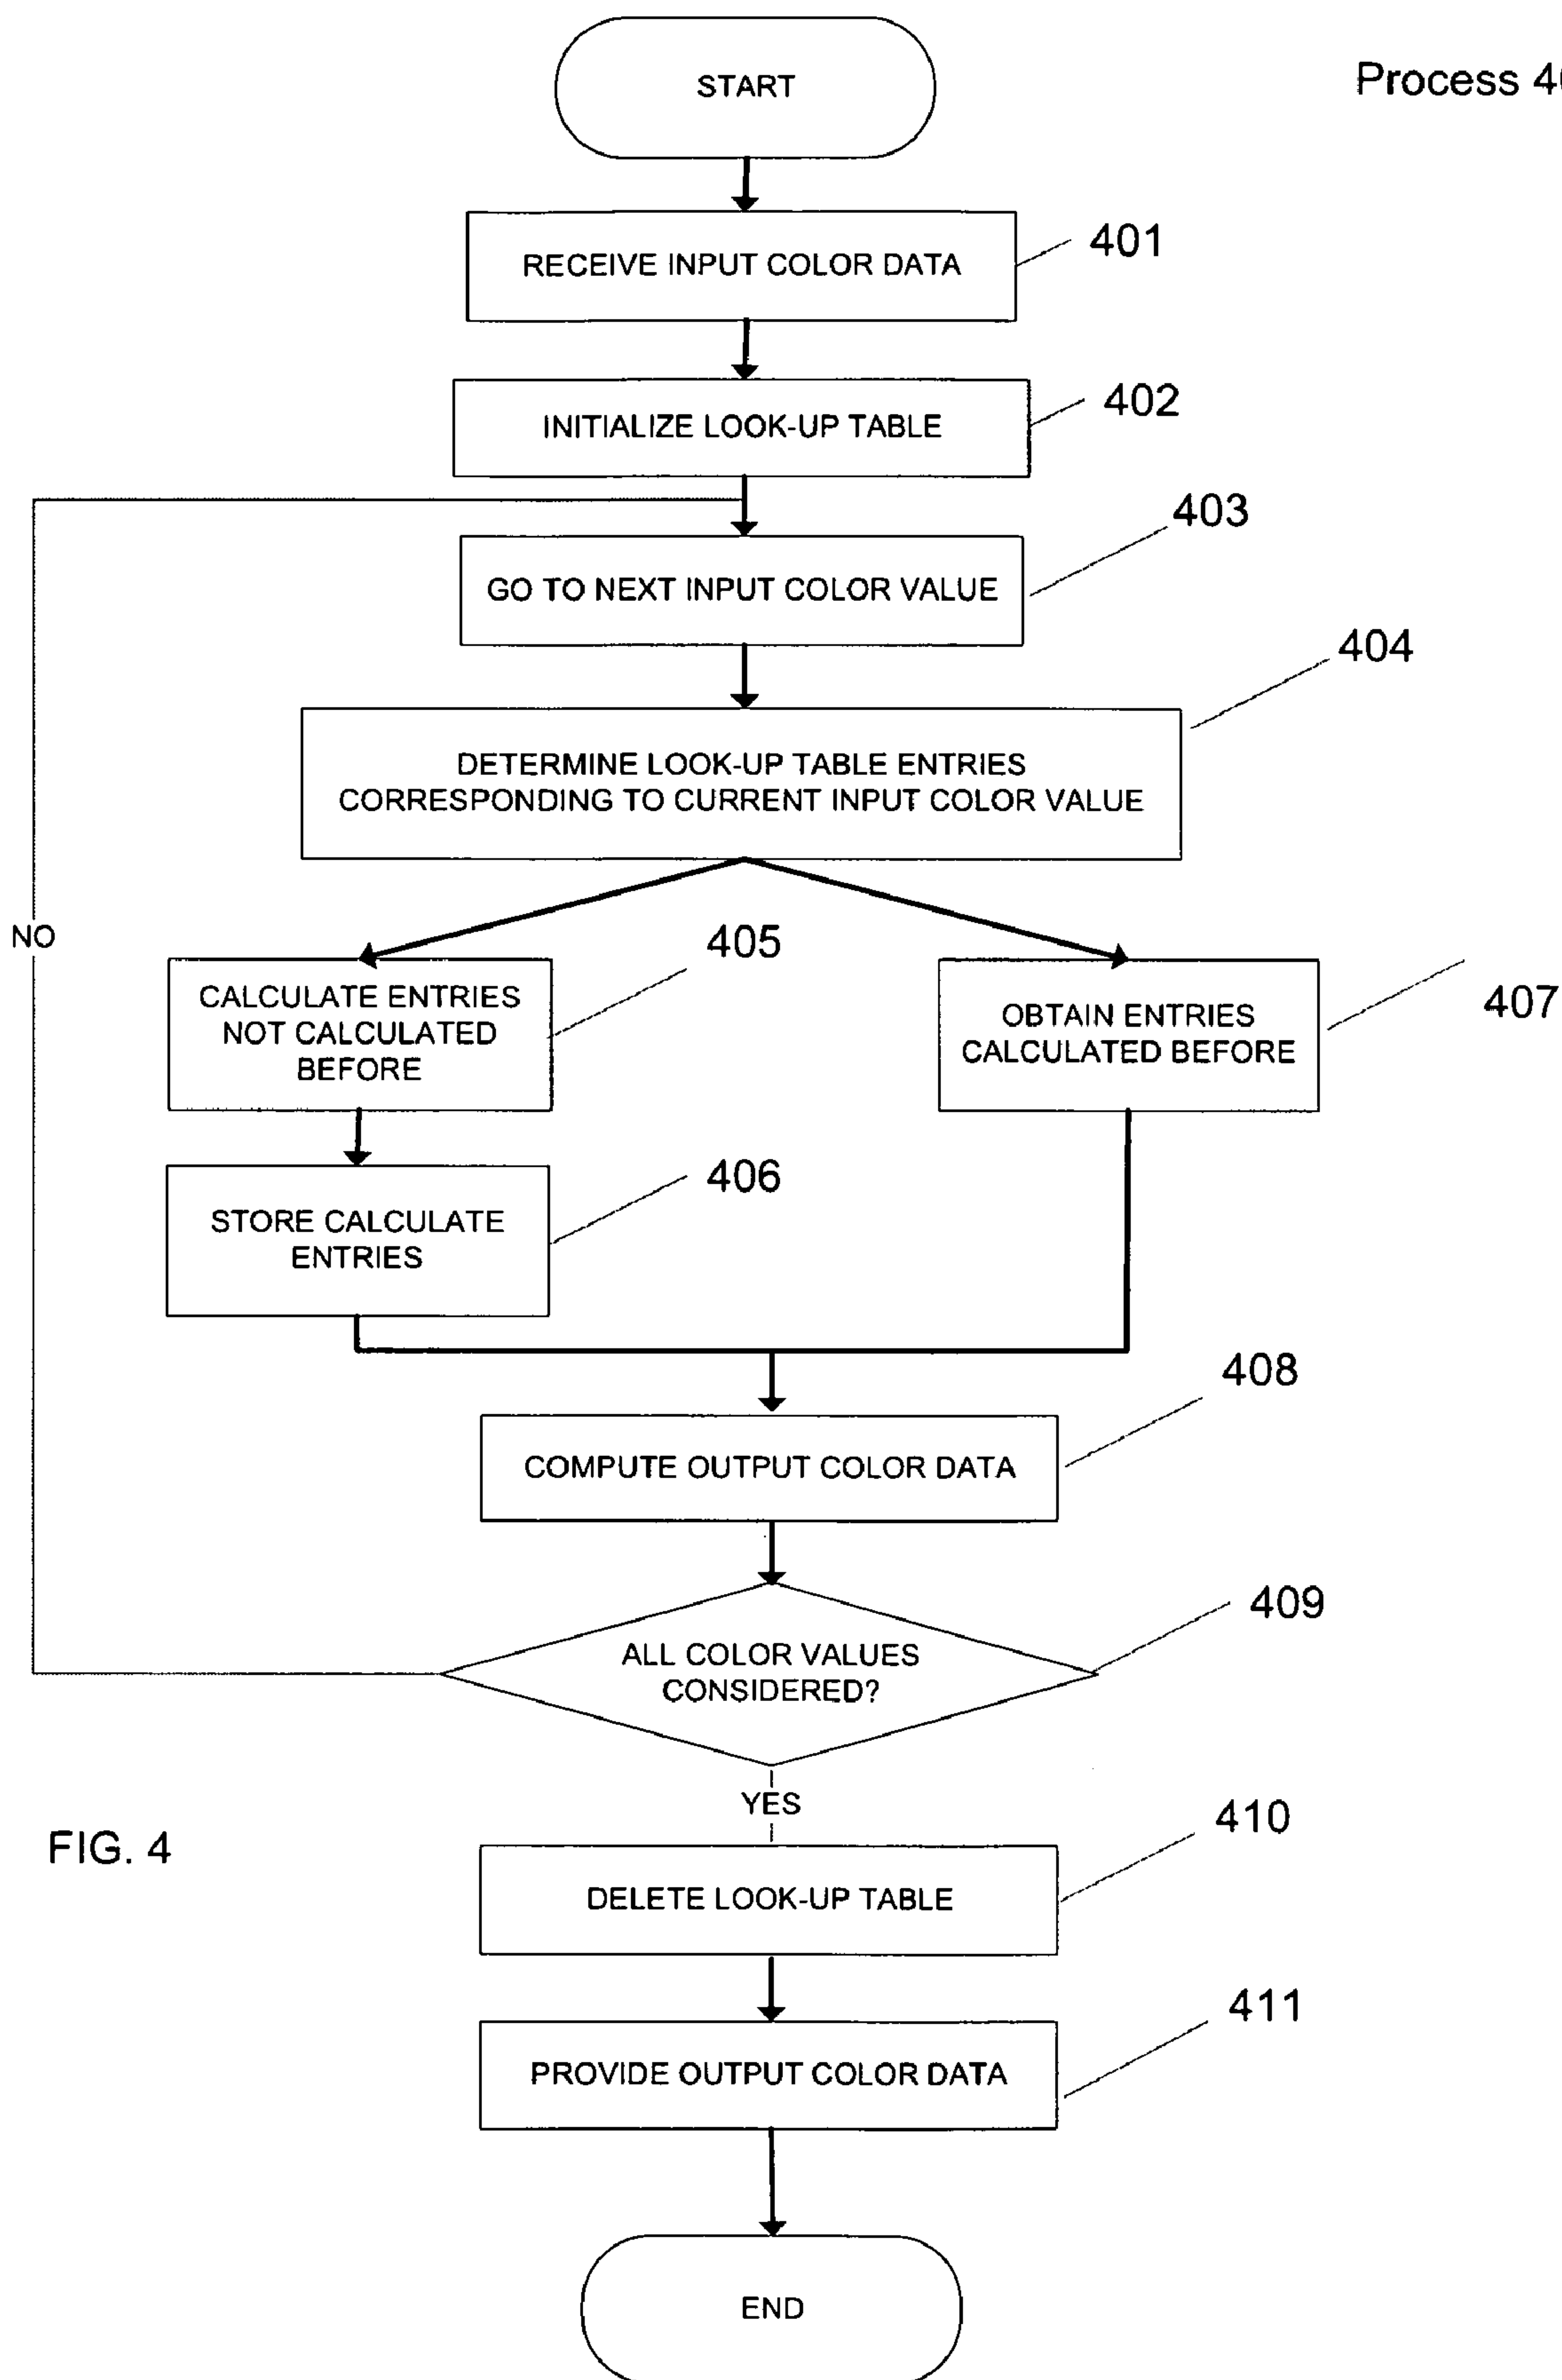 START
Process 40
RECEIVE INPUT COLOR DATA
401
INITIALIZE LOOK-UP TABLE
402
GO TO NEXT INPUT COLOR VALUE
403
DETERMINE LOOK-UP TABLE ENTRIES
CORRESPONDING TO CURRENT INPUT COLOR VALUE
404
NO
CALCULATE ENTRIES
NOT CALCULATED
BEFORE
405
OBTAIN ENTRIES
CALCULATED BEFORE
407
STORE CALCULATE
ENTRIES
406
COMPUTE OUTPUT COLOR DATA
408
ALL COLOR VALUES
CONSIDERED?
409
YES
FIG. 4
DELETE LOOK-UP TABLE
410
PROVIDE OUTPUT COLOR DATA
411
END